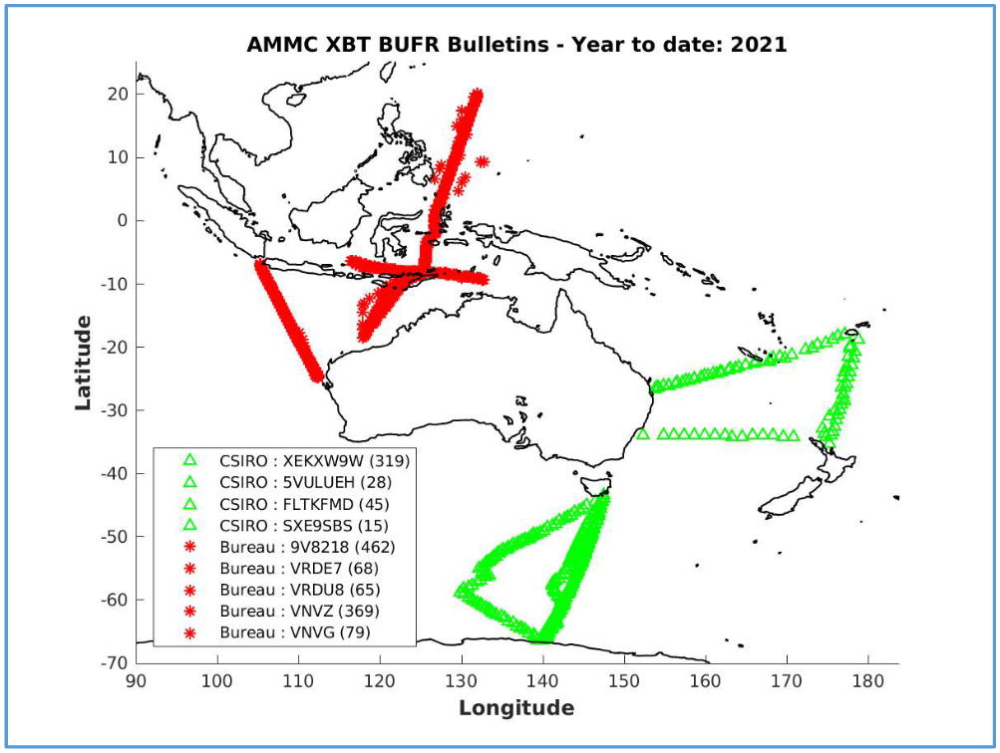 AMMC XBT BUFR Bulletins - Year to date: 2021
20
10
0
-10
-20
-30
-40
-50
-60
-70
Latitude
CSIRO : XEKXW9W (319)
CSIRO : 5VULUEH (28)
CSIRO : FLTKFMD (45)
CSIRO : SXE9SBS (15)
Bureau : 9V8218 (462)
Bureau : VRDE7 (68)
Bureau : VRDU8 (65)
Bureau : VNVZ (369)
Bureau : VNVG (79)
90 100 110 120 130 140 150 160 170 180
Longitude